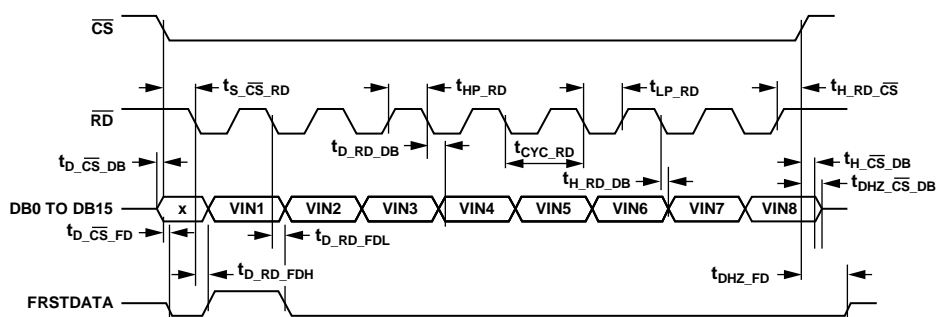 CS
tS_CS_RD
tHP_RD
tLP_RD
tH_RD_CS
RD
tD_RD_DB
tCYC_RD
tD_CS_DB
tH_CS_DB
tH_RD_DB
tDHZ_CS_DB
DB0 TO DB15
x
VIN1
VIN2
VIN3
VIN4
VIN5
VIN6
VIN7
VIN8
tD_CS_FD
tD_RD_FDL
tD_RD_FDH
tDHZ_FD
FRSTDATA